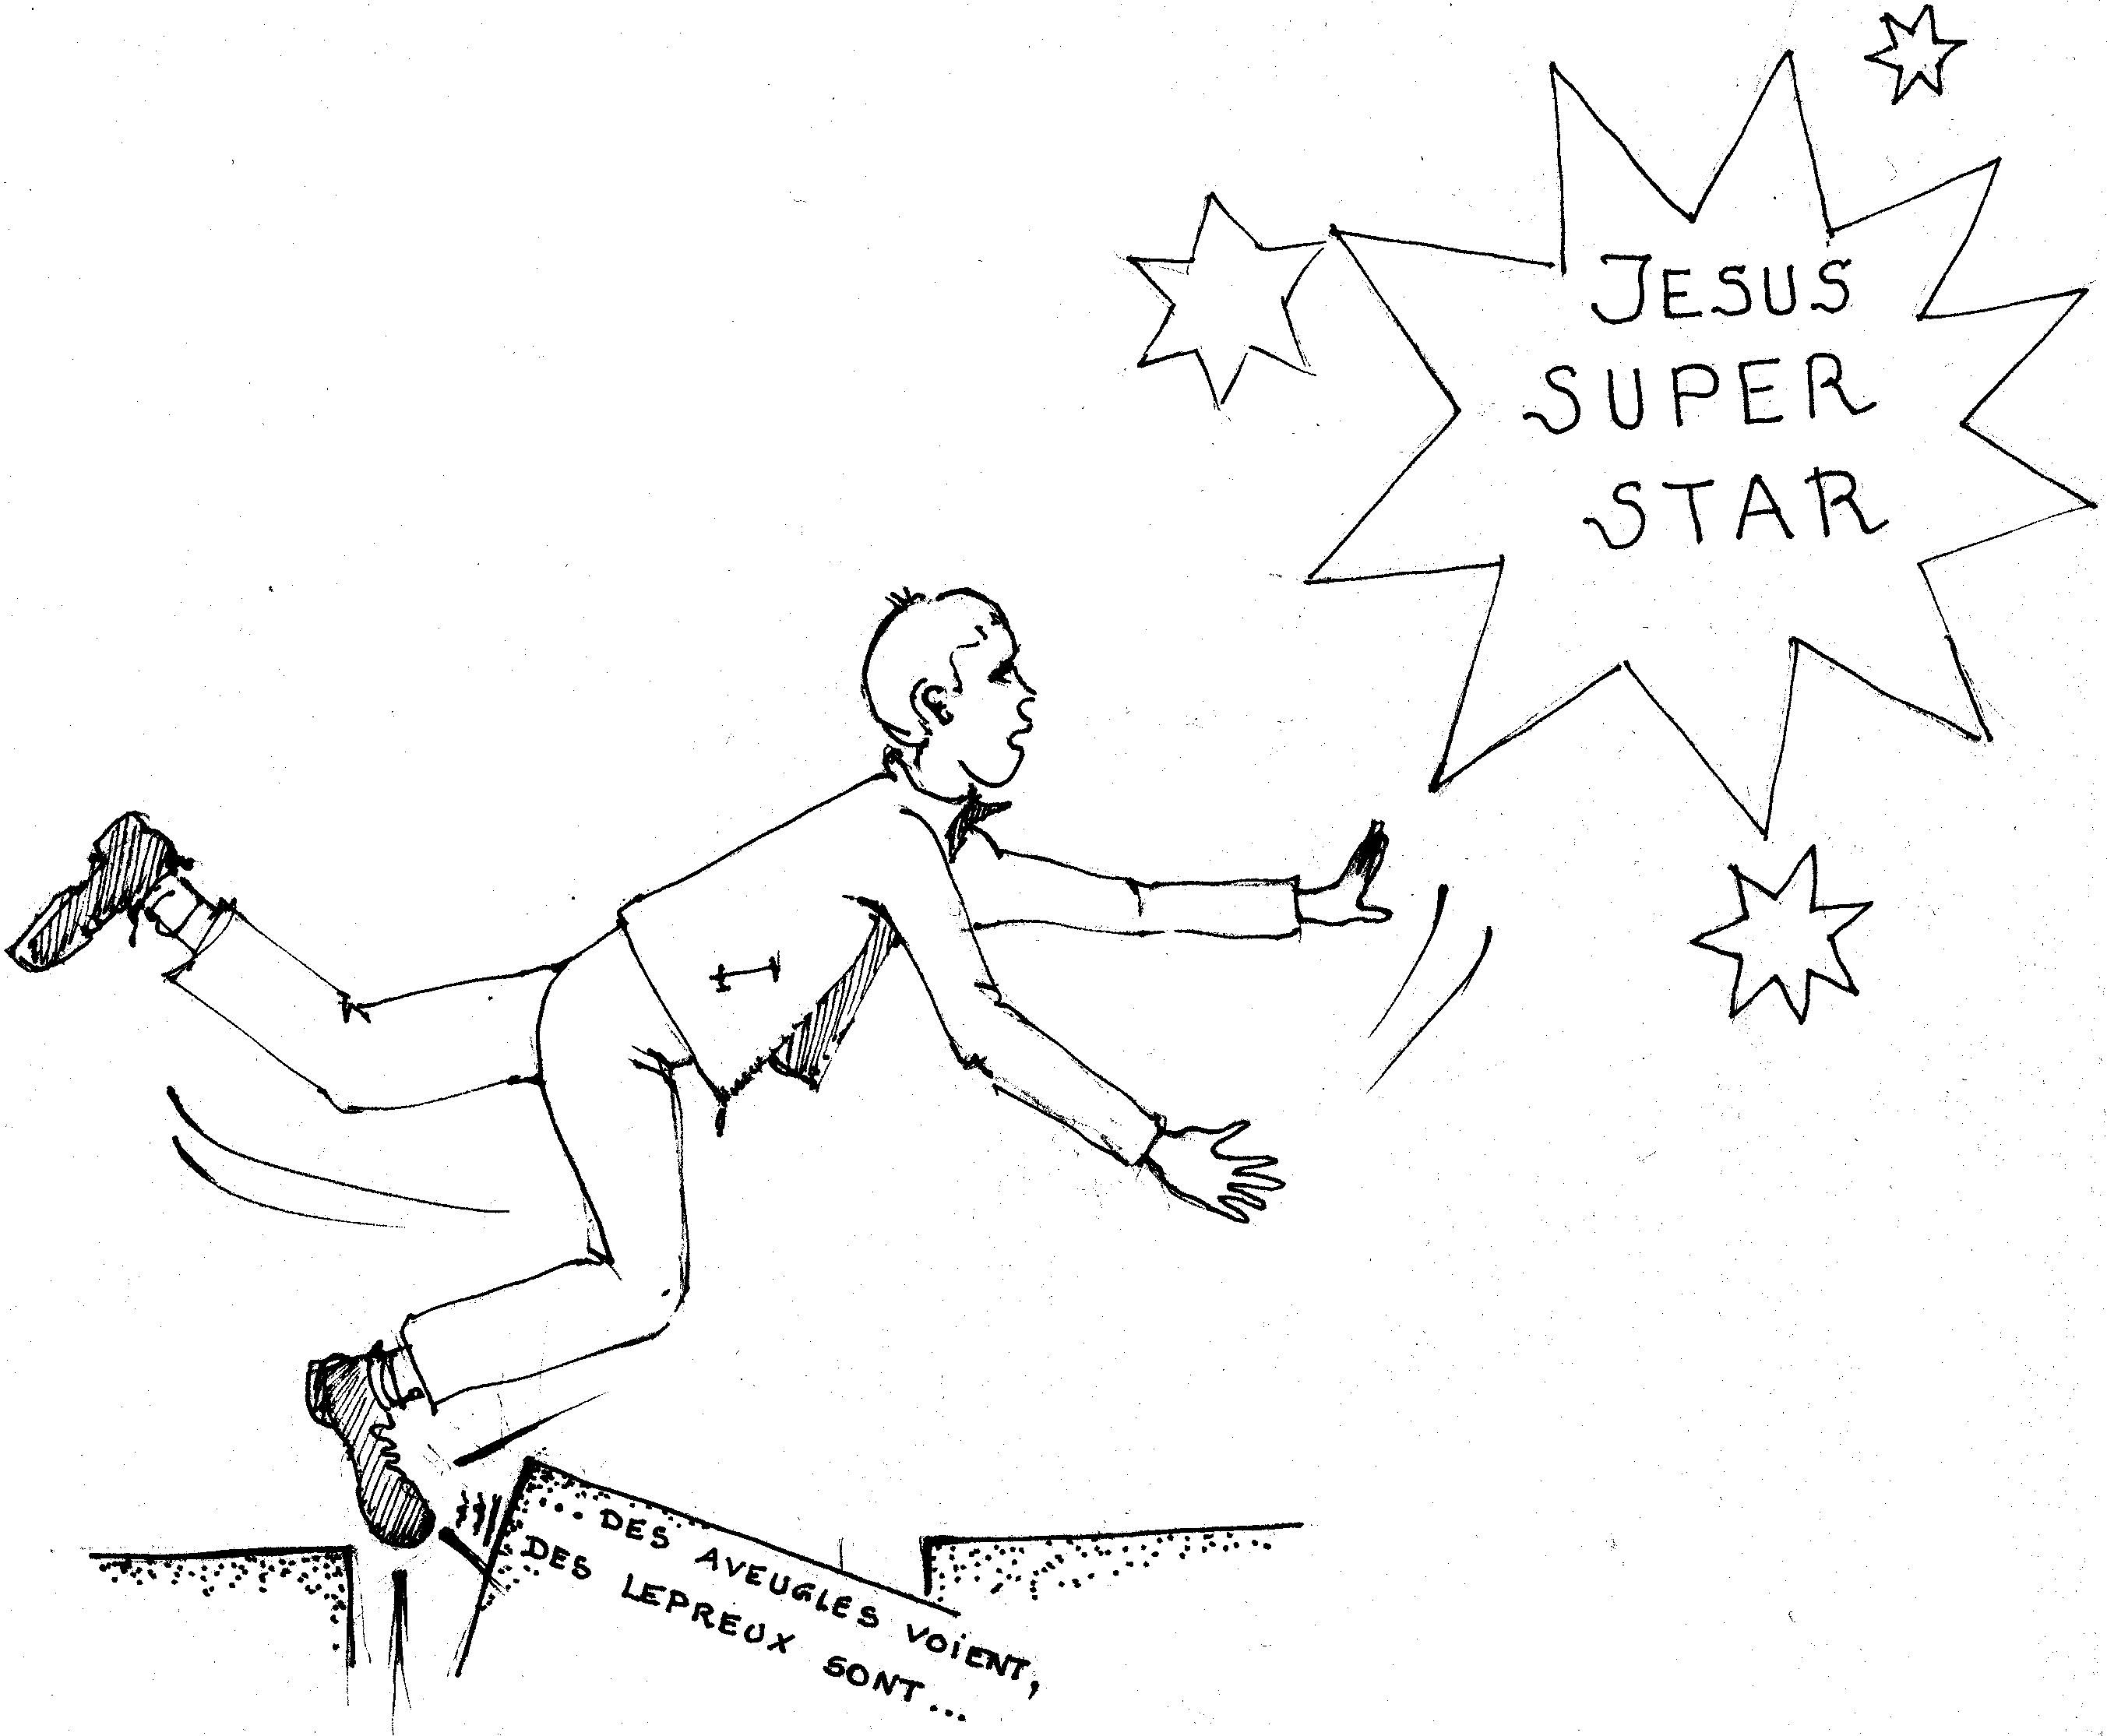 JESUS
SUPER
STAR
...DES AVEUGLES VOIENT,
DES LEPREUX SONT...